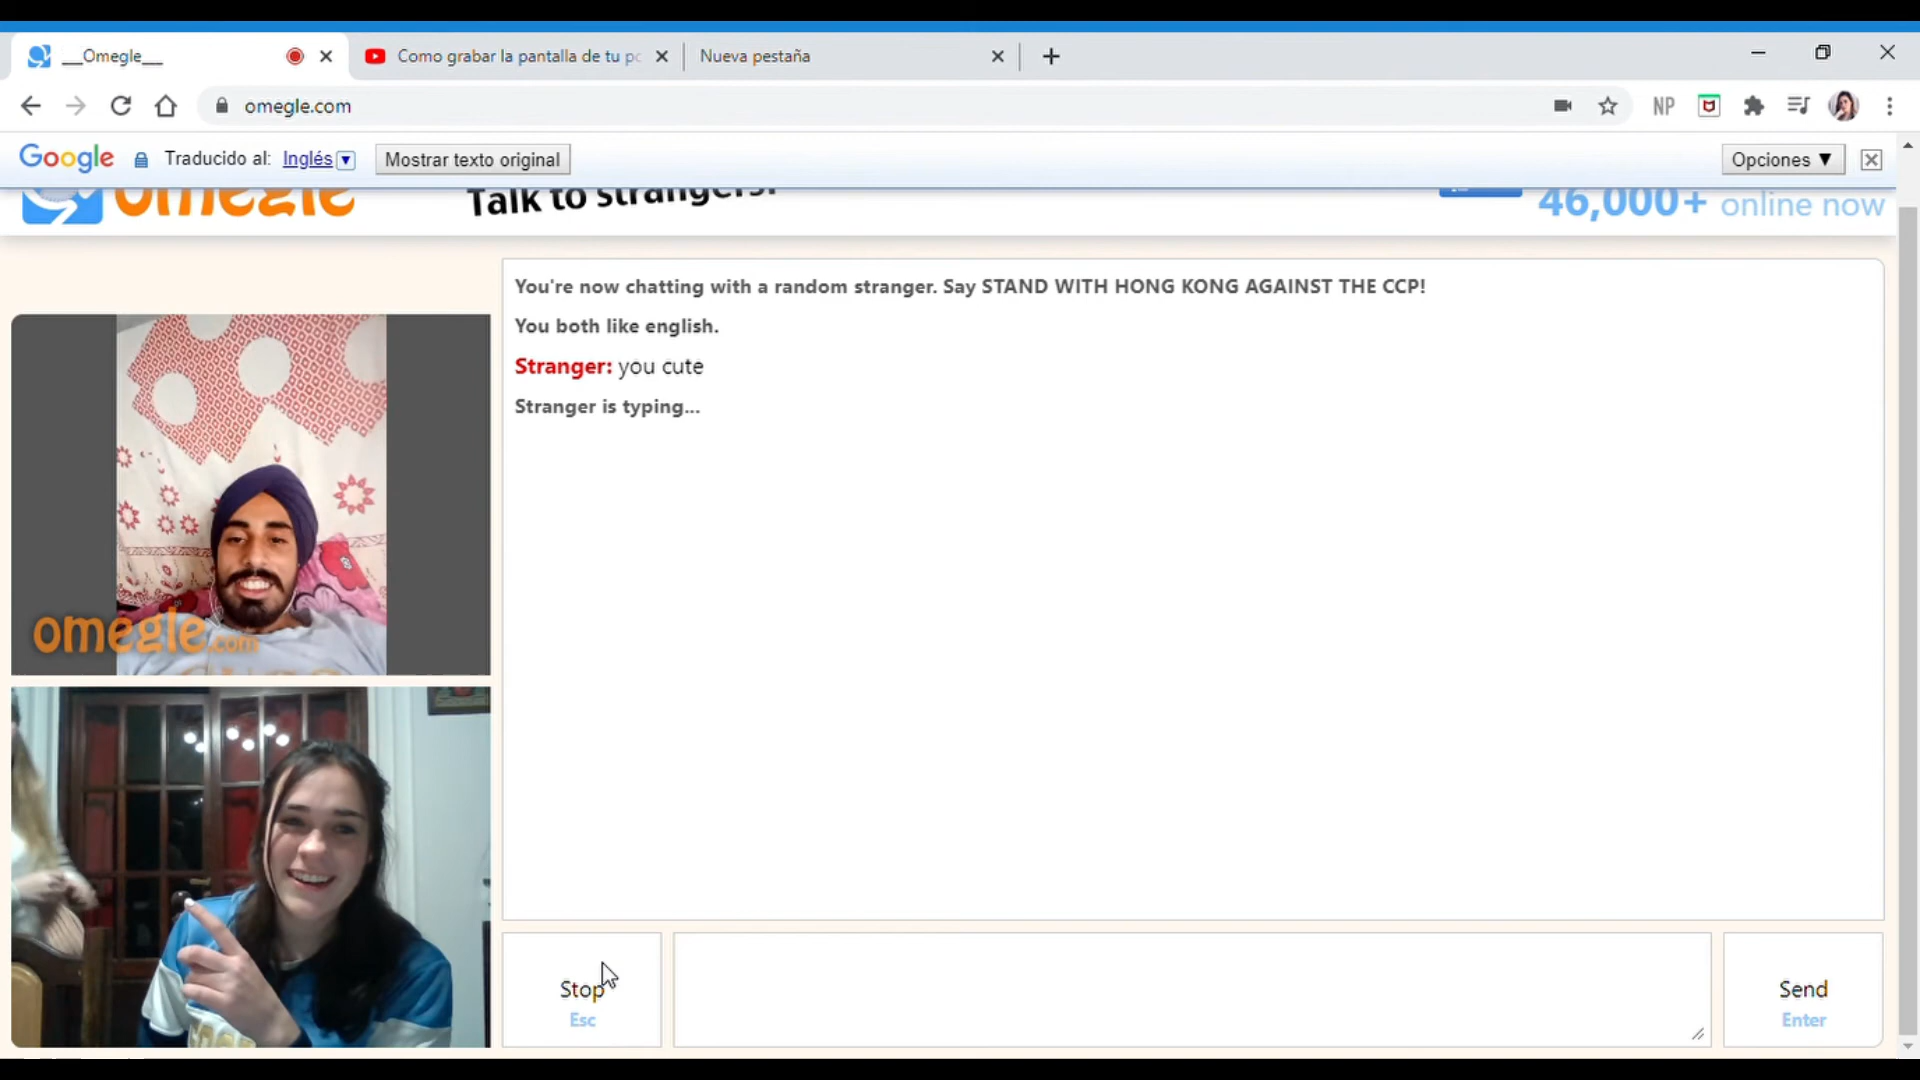 __Omegle__
Como grabar la pantalla de tu pc
Nueva pestaña
omegle.com
NP
Google Traducido al: Inglés Mostrar texto original Opciones ▼
omegle Talk to strangers! 46,000+ online now
You're now chatting with a random stranger. Say STAND WITH HONG KONG AGAINST THE CCP!
You both like english.
Stranger: you cute
Stranger is typing...
omegle.com
Stop
Esc
Send
Enter